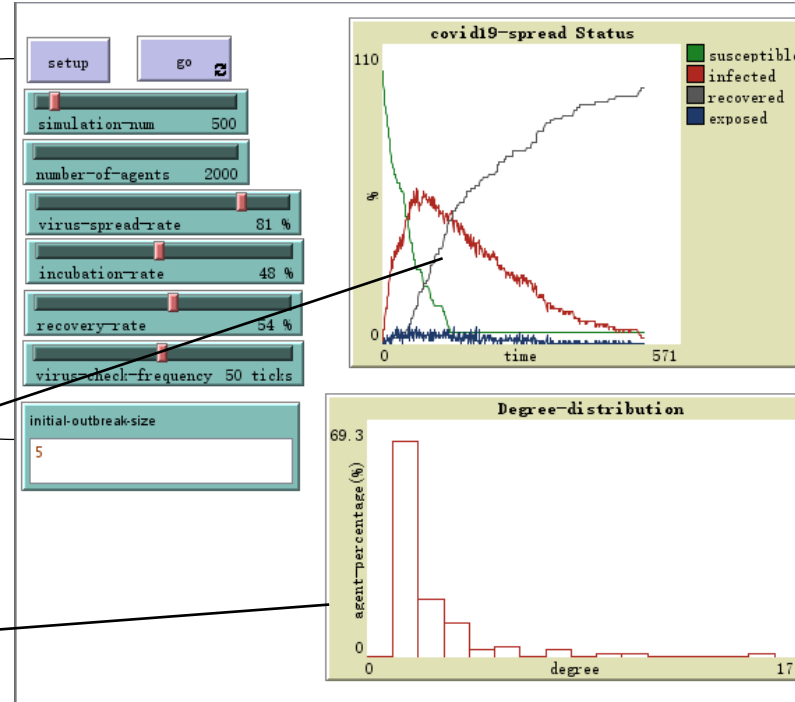 setup
go
simulation-num 500
number-of-agents 2000
virus-spread-rate 81 %
incubation-rate 48 %
recovery-rate 54 %
virus-check-frequency 50 ticks
initial-outbreak-size
5
covid19-spread Status
110
%
0
0 time 571
susceptible
infected
recovered
exposed
Degree-distribution
69.3
agent-percentage(%)
0
0 degree 17